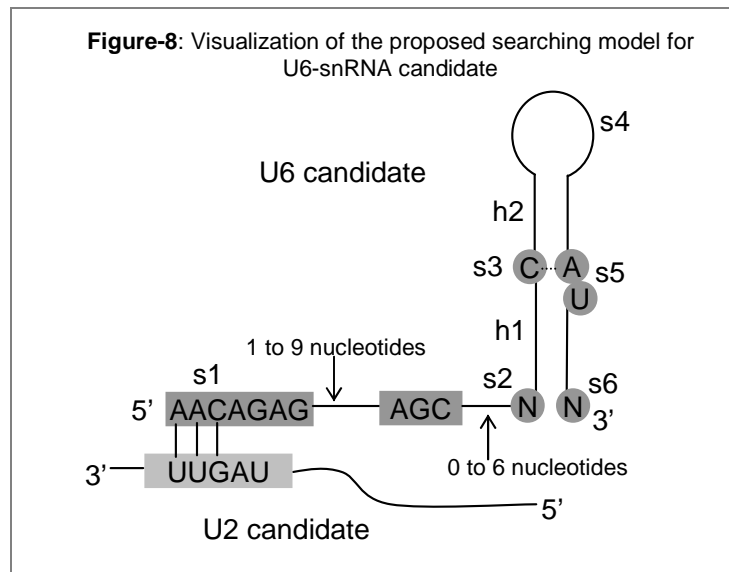 Figure-8: Visualization of the proposed searching model for
U6-snRNA candidate
s4
U6 candidate
h2
s3 C A s5
U
h1
1 to 9 nucleotides
s1 s2 s6
5’ AACAGAG AGC N N 3’
0 to 6 nucleotides
3’ UUGAU
5’
U2 candidate